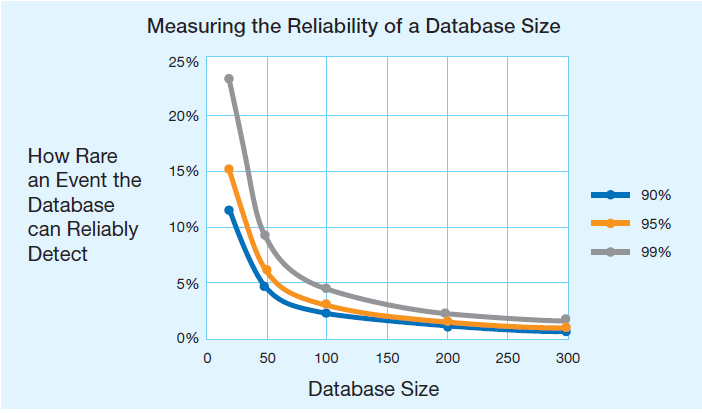 Measuring the Reliability of a Database Size
25%
20%
15%
10%
5%
0%
How Rare
an Event the
Database
can Reliably
Detect
90%
95%
99%
0 50 100 150 200 250 300
Database Size